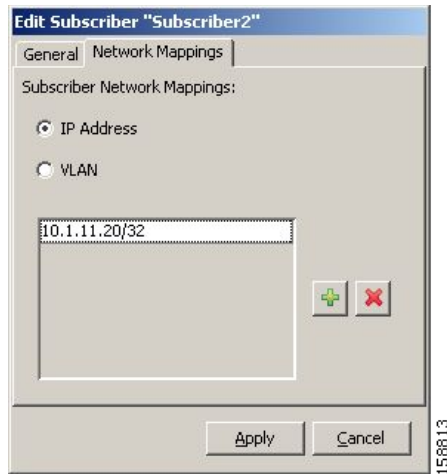 Edit Subscriber "Subscriber2"
General Network Mappings
Subscriber Network Mappings:
IP Address
VLAN
10.1.11.20/32
Apply Cancel
158813